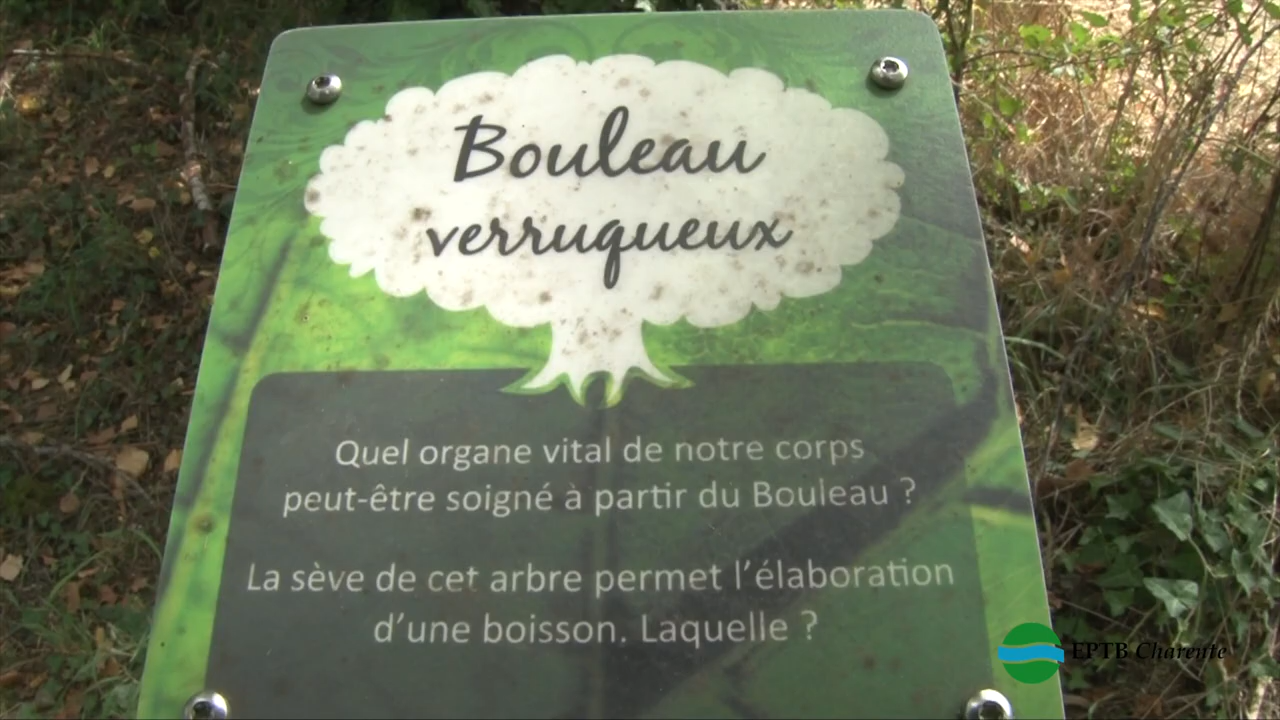 Bouleau
verruqueux
Quel organe vital de notre corps
peut-être soigné à partir du Bouleau ?
La sève de cet arbre permet l'élaboration
d'une boisson. Laquelle ?
EPTB Charente